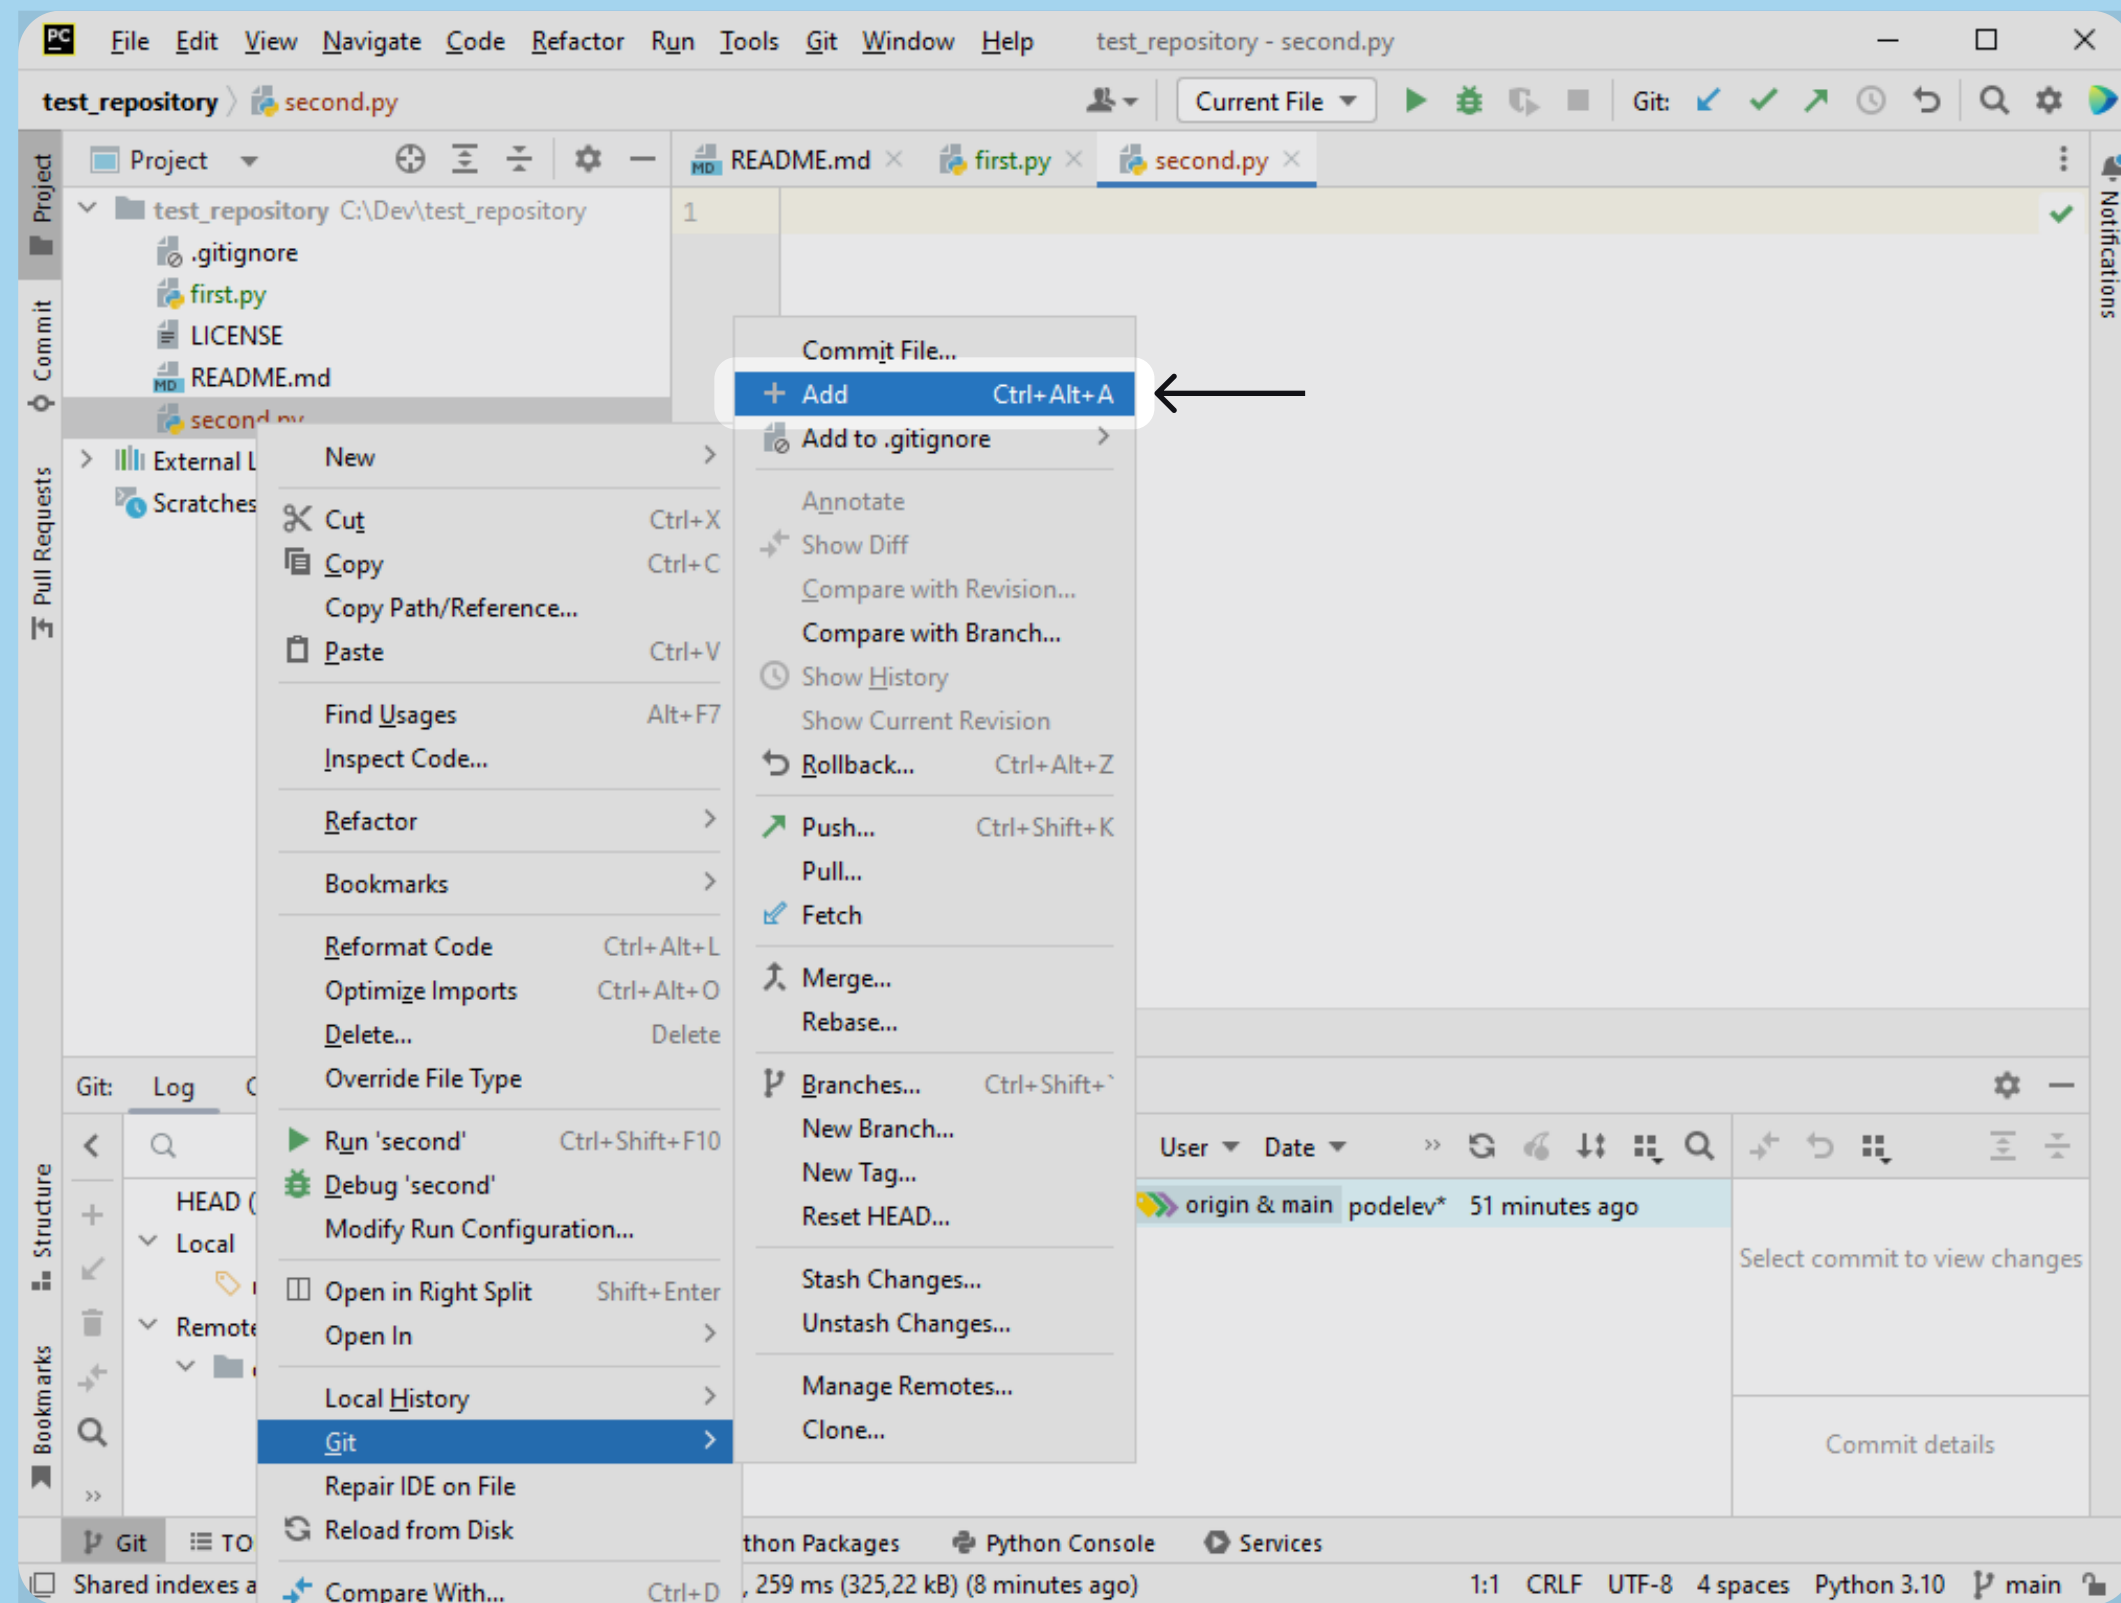 PC File Edit View Navigate Code Refactor Run Tools Git Window Help test_repository - second.py
test_repository second.py Current File Git:
Project README.md first.py second.py
test_repository C:\Dev\test_repository
.gitignore
first.py
LICENSE
MD README.md
second.py
External L
Scratches
1
Project
Commit
Pull Requests
Structure
Bookmarks
Notifications
New
Cut Ctrl+X
Copy Ctrl+C
Copy Path/Reference...
Paste Ctrl+V
Find Usages Alt+F7
Inspect Code...
Refactor
Bookmarks
Reformat Code Ctrl+Alt+L
Optimize Imports Ctrl+Alt+O
Delete... Delete
Override File Type
Run 'second' Ctrl+Shift+F10
Debug 'second'
Modify Run Configuration...
Open in Right Split Shift+Enter
Open In
Local History
Git
Repair IDE on File
Reload from Disk
Compare With... Ctrl+D
Commit File...
Add Ctrl+Alt+A
Add to .gitignore
Annotate
Show Diff
Compare with Revision...
Compare with Branch...
Show History
Show Current Revision
Rollback... Ctrl+Alt+Z
Push... Ctrl+Shift+K
Pull...
Fetch
Merge...
Rebase...
Branches... Ctrl+Shift+`
New Branch...
New Tag...
Reset HEAD...
Stash Changes...
Unstash Changes...
Manage Remotes...
Clone...
Git: Log
HEAD (
Local
Remote
User Date
origin & main podelev* 51 minutes ago
Select commit to view changes
Commit details
Git TO thon Packages Python Console Services
Shared indexes a , 259 ms (325,22 kB) (8 minutes ago) 1:1 CRLF UTF-8 4 spaces Python 3.10 main